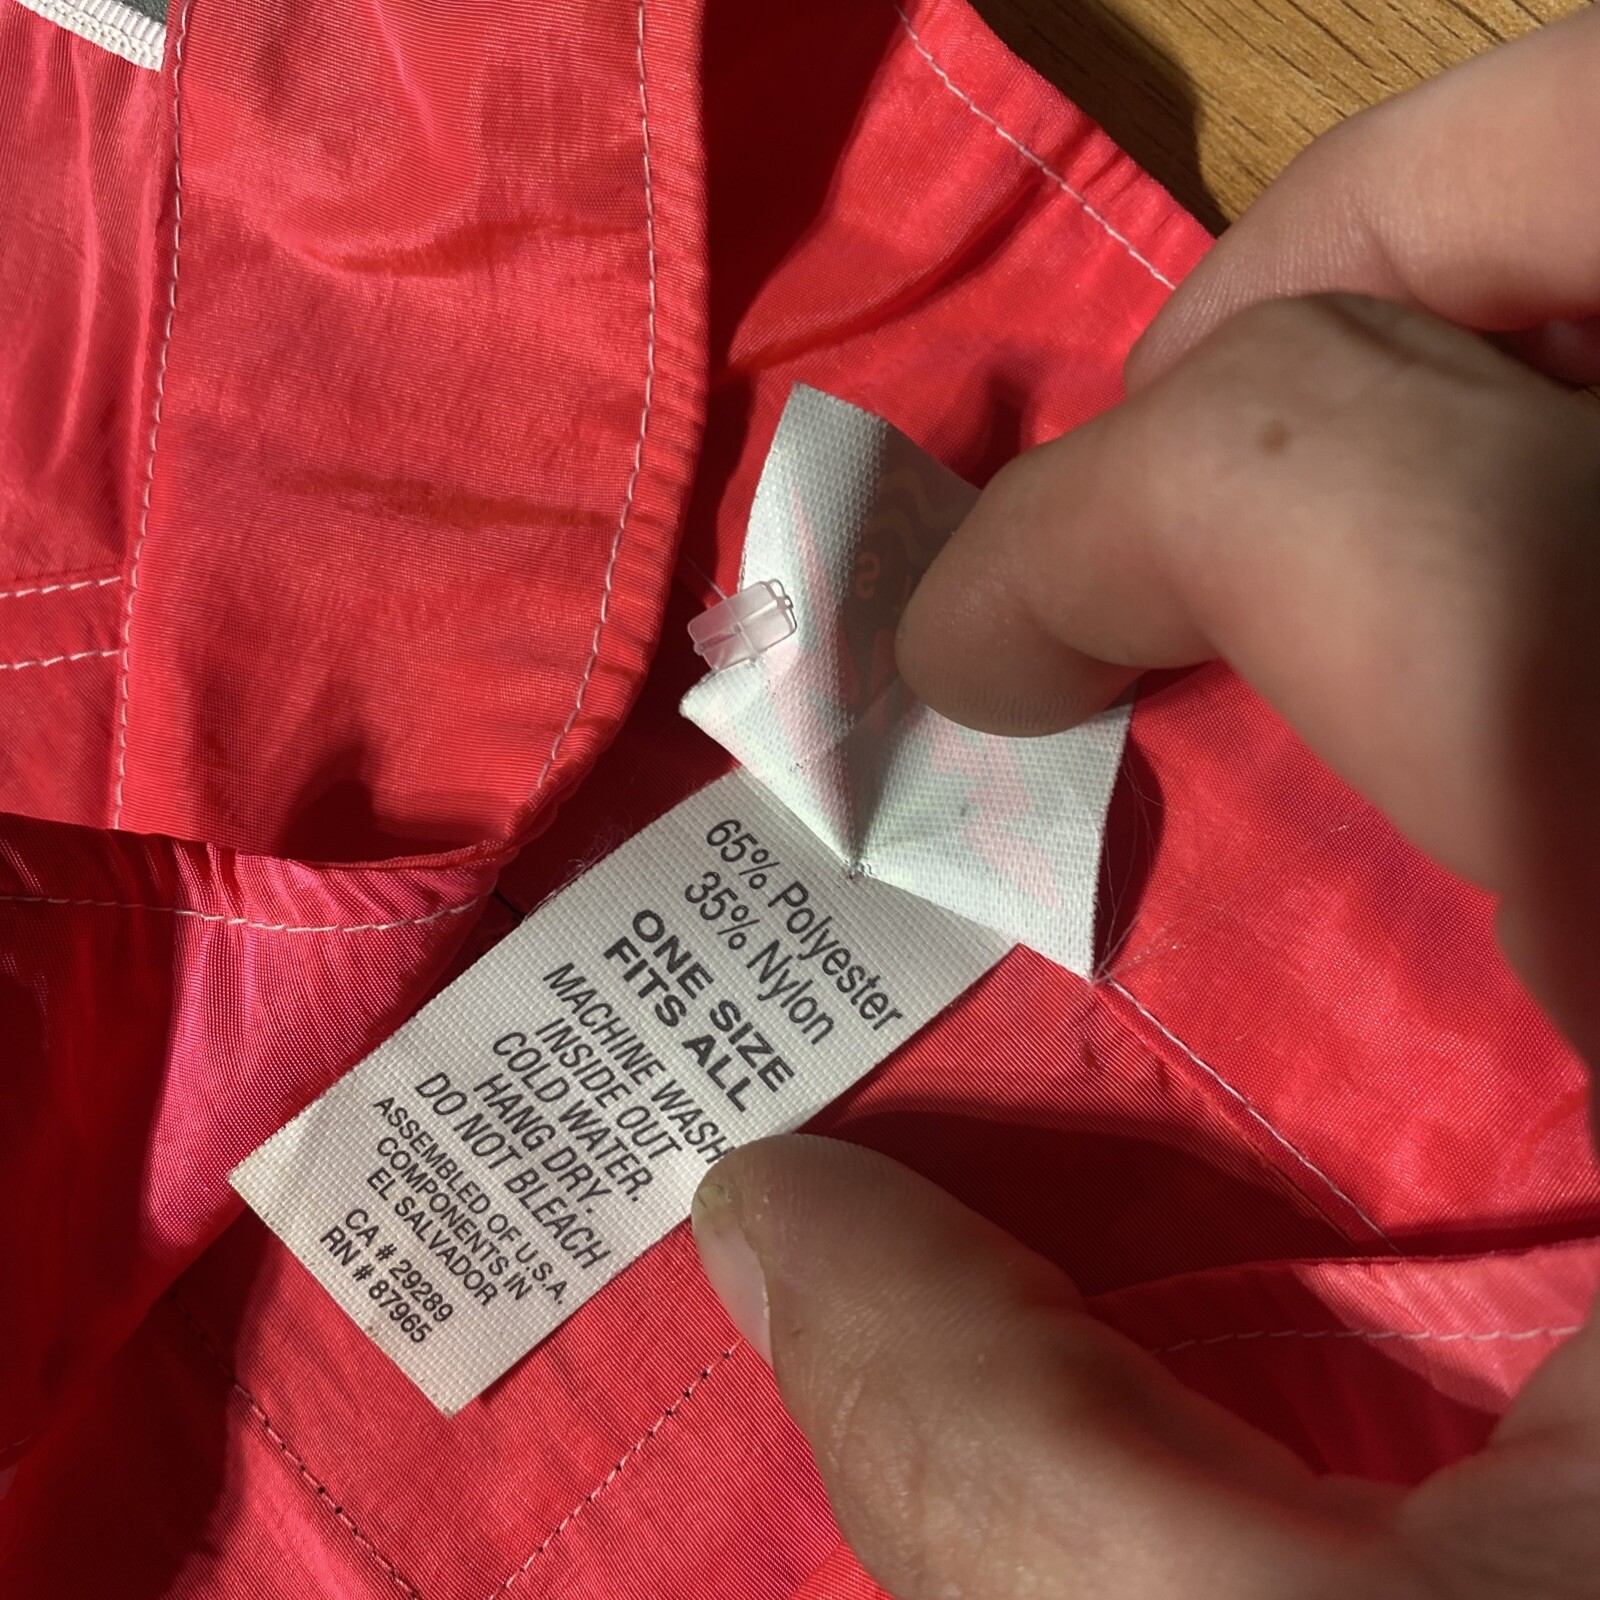 65% Polyester
35% Nylon
ONE SIZE
FITS ALL
MACHINE WASH
INSIDE OUT
COLD WATER.
HANG DRY.
DO NOT BLEACH
ASSEMBLED OF U.S.A.
COMPONENTS IN
EL SALVADOR
CA # 29289
RN # 87965